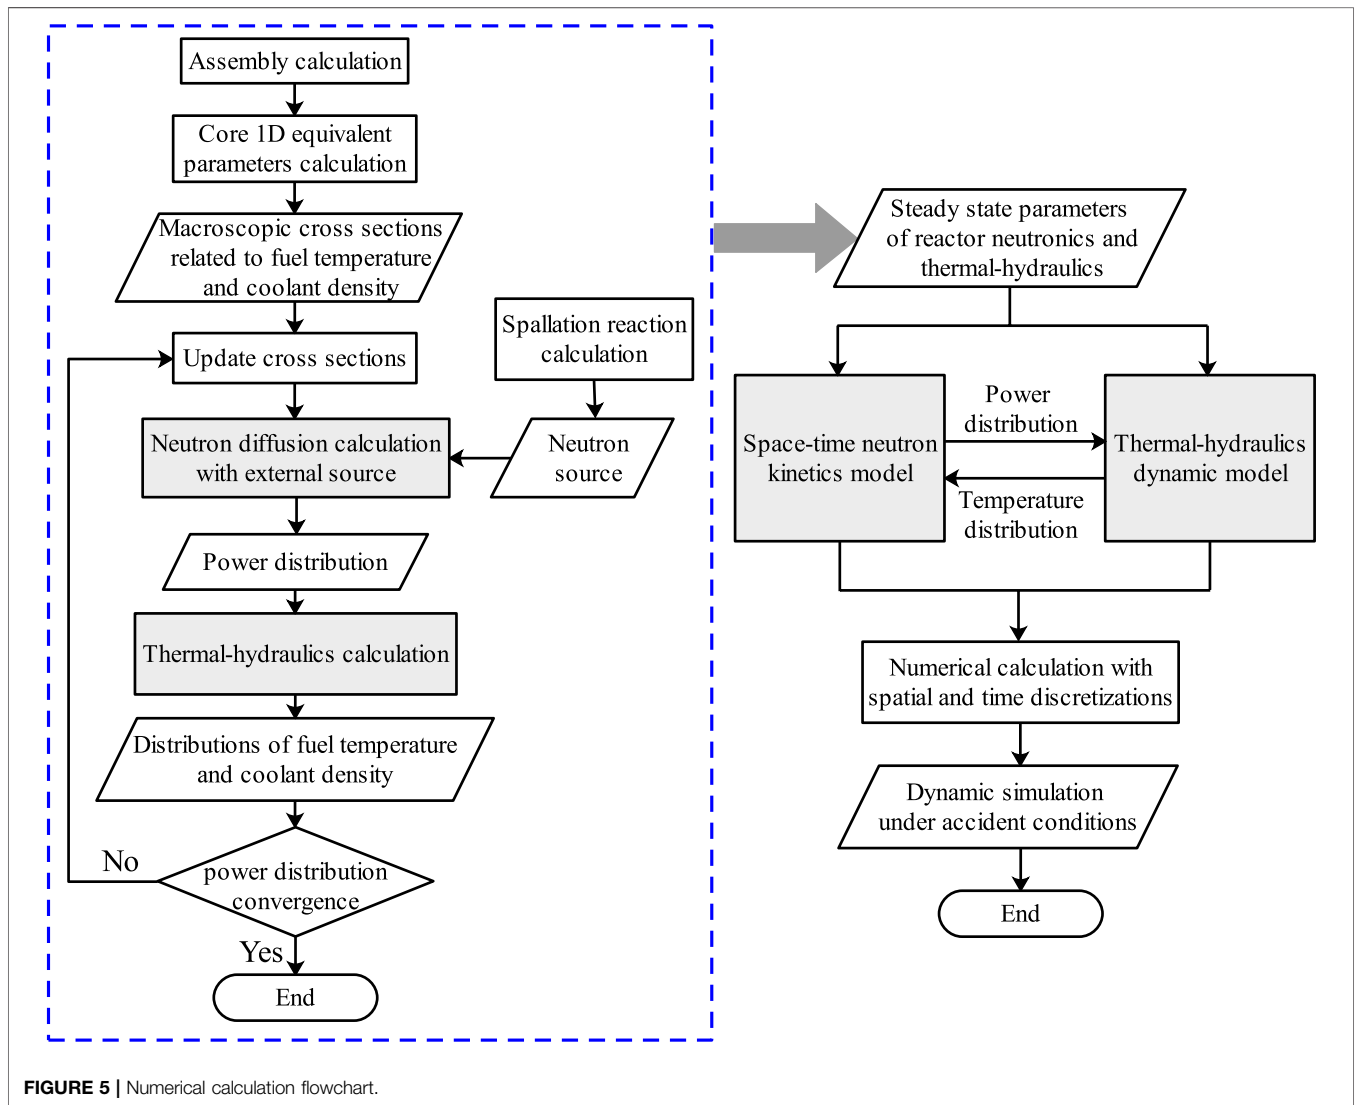 Assembly calculation
Core 1D equivalent
parameters calculation
Macroscopic cross sections
related to fuel temperature
and coolant density
Update cross sections
Spallation reaction
calculation
Neutron diffusion calculation
with external source
Neutron
source
Power distribution
Thermal-hydraulics calculation
Distributions of fuel temperature
and coolant density
power distribution
convergence
No
Yes
End
Steady state parameters
of reactor neutronics and
thermal-hydraulics
Space-time neutron
kinetics model
Power
distribution
Temperature
distribution
Thermal-hydraulics
dynamic model
Numerical calculation with
spatial and time discretizations
Dynamic simulation
under accident conditions
End
FIGURE 5 | Numerical calculation flowchart.